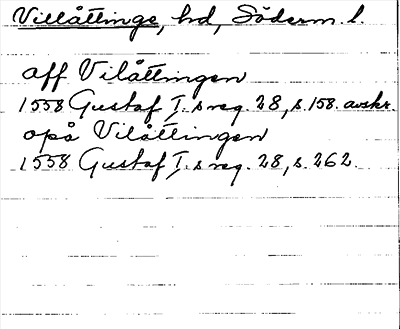 Villåttinge, hd, Söderm. l.
aff Vilåttingen
1558 Gustaf I:s reg. 28, s. 158. avskr.
opå Vilåttingen
1558 Gustaf I:s reg. 28, s. 262.